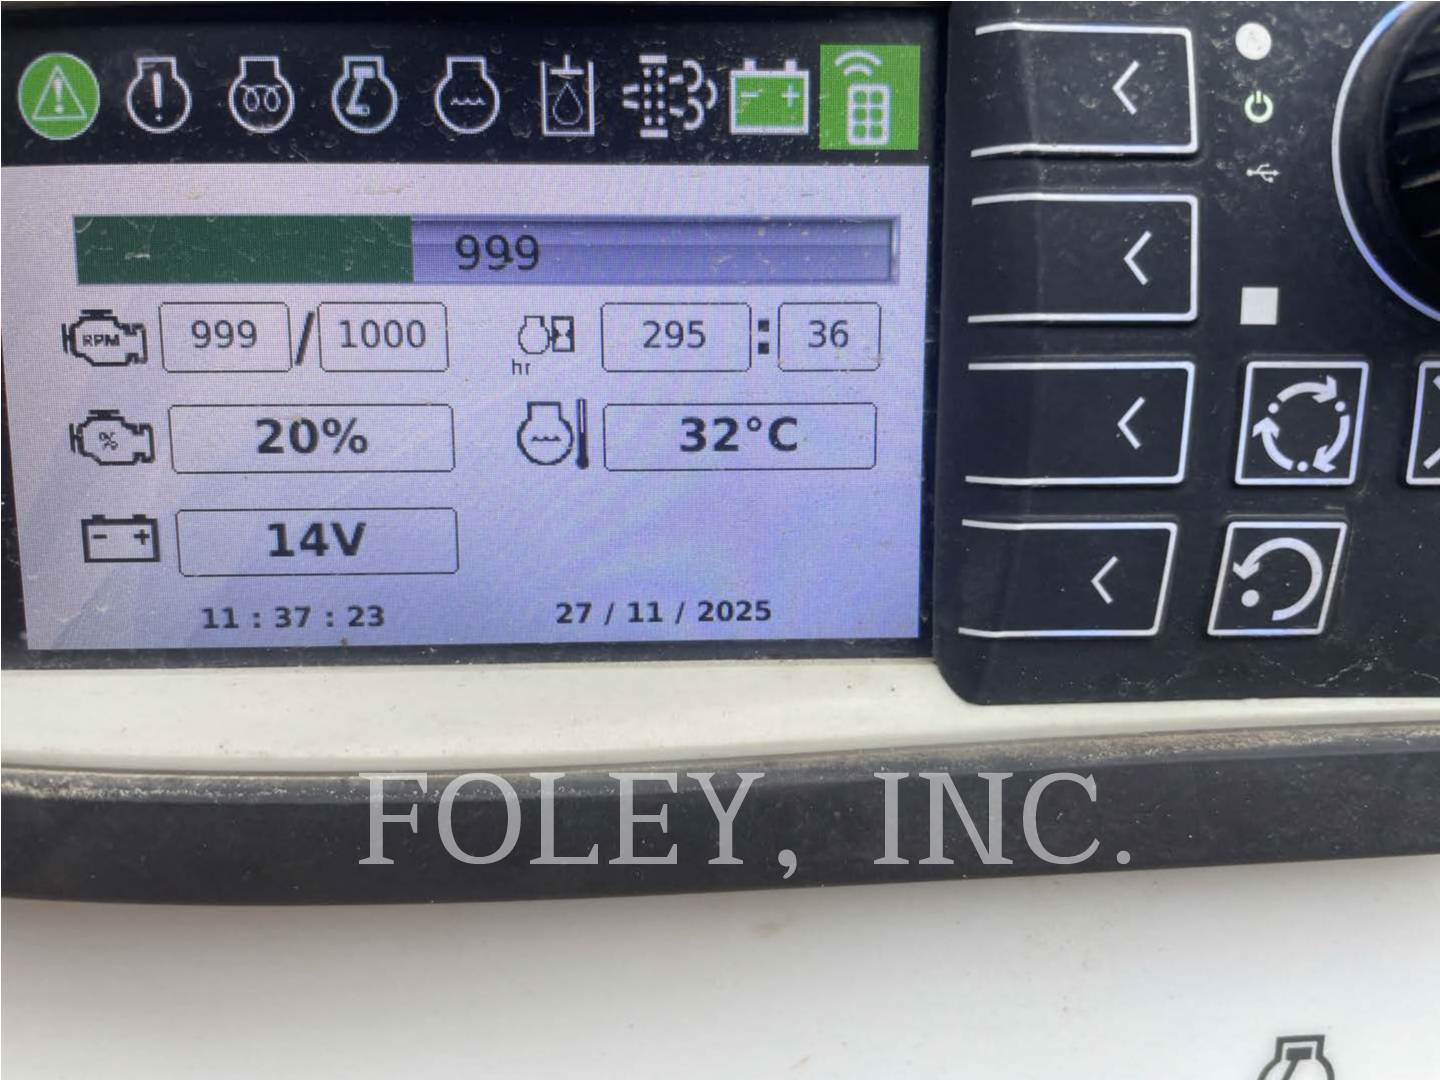 999
RPM 999 / 1000 hr 295 : 36
% 20% 32°C
- + 14V
11 : 37 : 23 27 / 11 / 2025
FOLEY, INC.